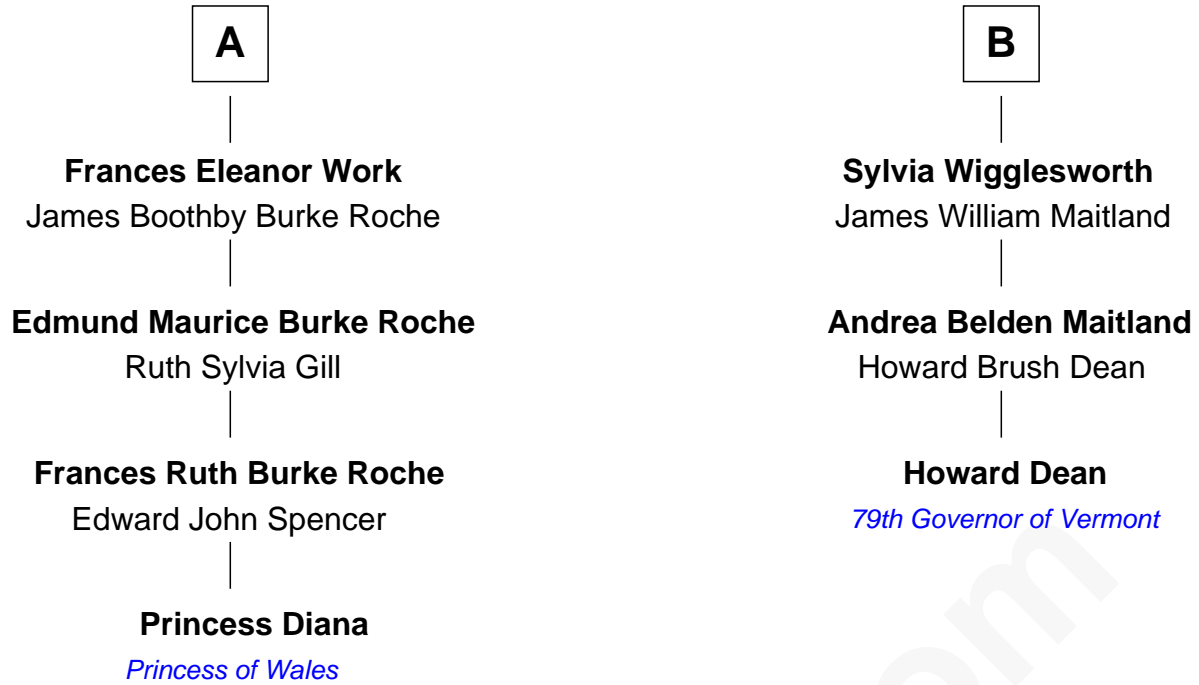 A
Frances Eleanor Work
James Boothby Burke Roche
Edmund Maurice Burke Roche
Ruth Sylvia Gill
Frances Ruth Burke Roche
Edward John Spencer
Princess Diana
Princess of Wales
B
Sylvia Wigglesworth
James William Maitland
Andrea Belden Maitland
Howard Brush Dean
Howard Dean
79th Governor of Vermont
om